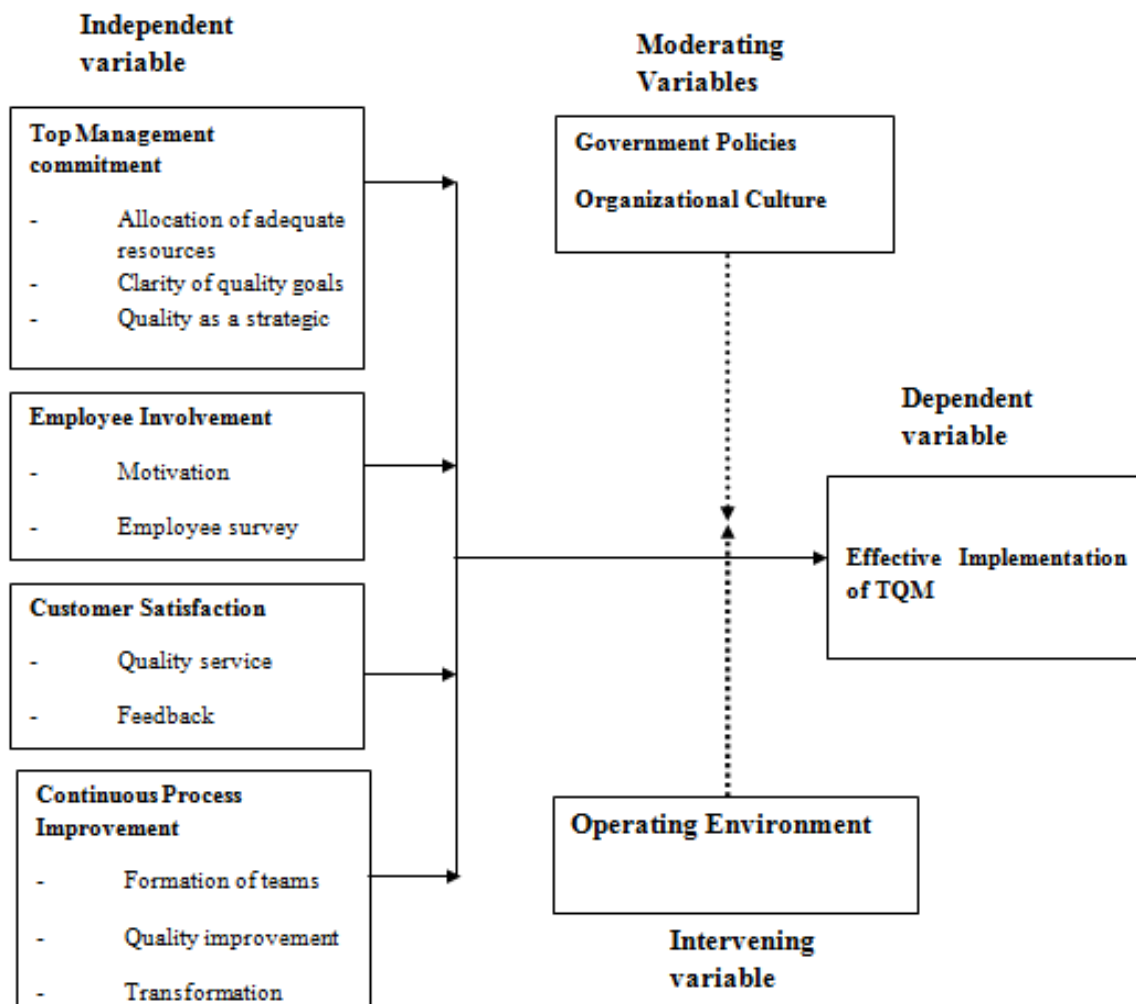 Independent
variable
Top Management
commitment
- Allocation of adequate
resources
- Clarity of quality goals
- Quality as a strategic
Employee Involvement
- Motivation
- Employee survey
Customer Satisfaction
- Quality service
- Feedback
Continuous Process
Improvement
- Formation of teams
- Quality improvement
- Transformation
Moderating
Variables
Government Policies
Organizational Culture
Operating Environment
Intervening
variable
Dependent
variable
Effective Implementation
of TQM